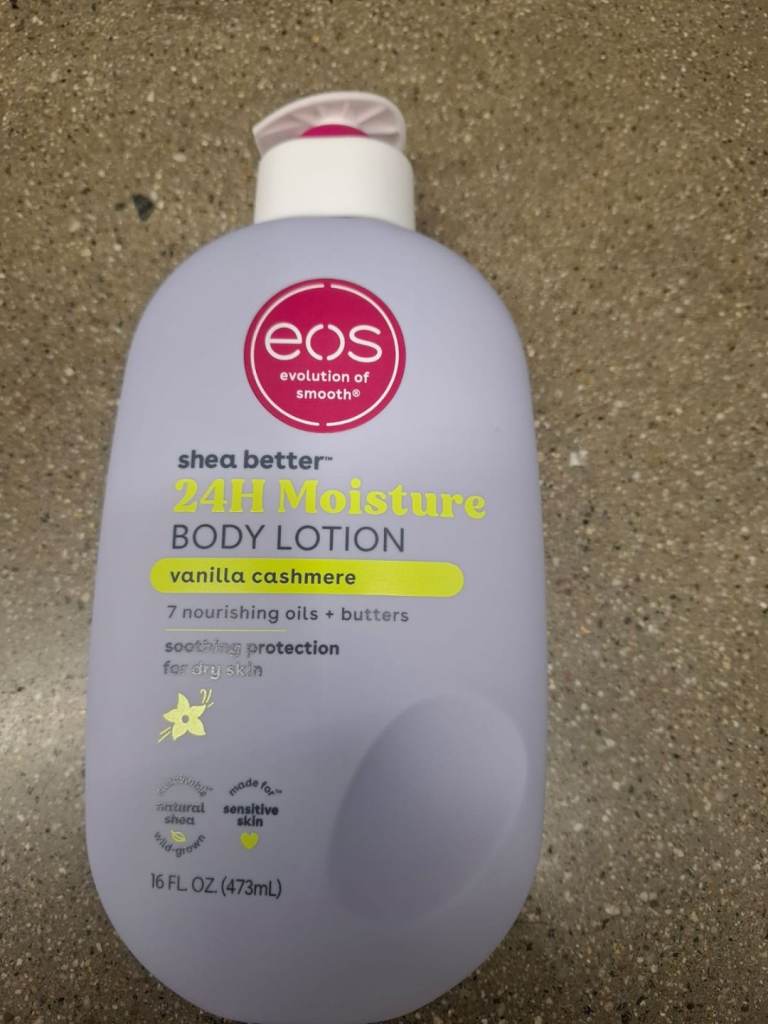 eos
evolution of
smooth®
shea better™
24H Moisture
BODY LOTION
vanilla cashmere
7 nourishing oils + butters
soothing protection
for dry skin
natural
shea
wild-grown
made for™
sensitive
skin
16 FL. OZ. (473mL)